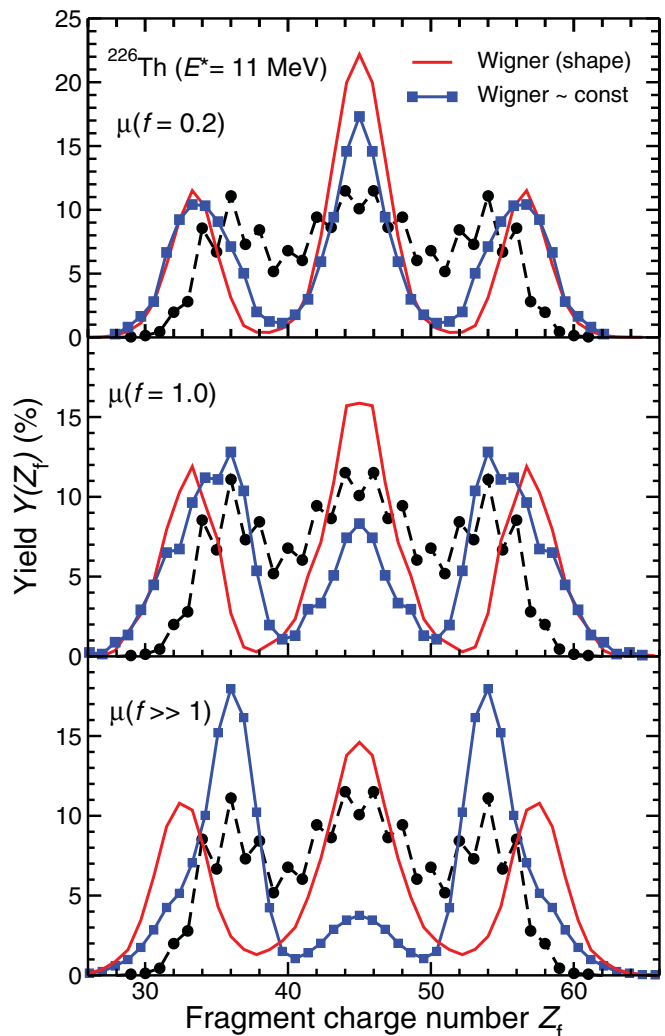 25
20
15
10
5
0
²²⁶Th (E*= 11 MeV)
μ(f = 0.2)
Wigner (shape)
Wigner ~ const
15
10
5
0
μ(f = 1.0)
Yield Y(Z_f) (%)
15
10
5
0
μ(f >> 1)
30 40 50 60
Fragment charge number Z_f